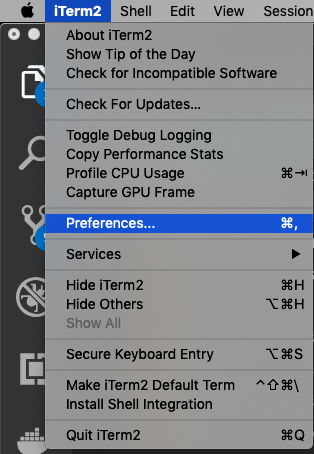 iTerm2 Shell Edit View Session
About iTerm2
Show Tip of the Day
Check for Incompatible Software
Check For Updates...
Toggle Debug Logging
Copy Performance Stats
Profile CPU Usage ⌘⇥
Capture GPU Frame
Preferences... ⌘,
Services ▶
Hide iTerm2 ⌘H
Hide Others ⌥⌘H
Show All
Secure Keyboard Entry ⌥⌘S
Make iTerm2 Default Term ^⇧⌘\
Install Shell Integration
Quit iTerm2 ⌘Q